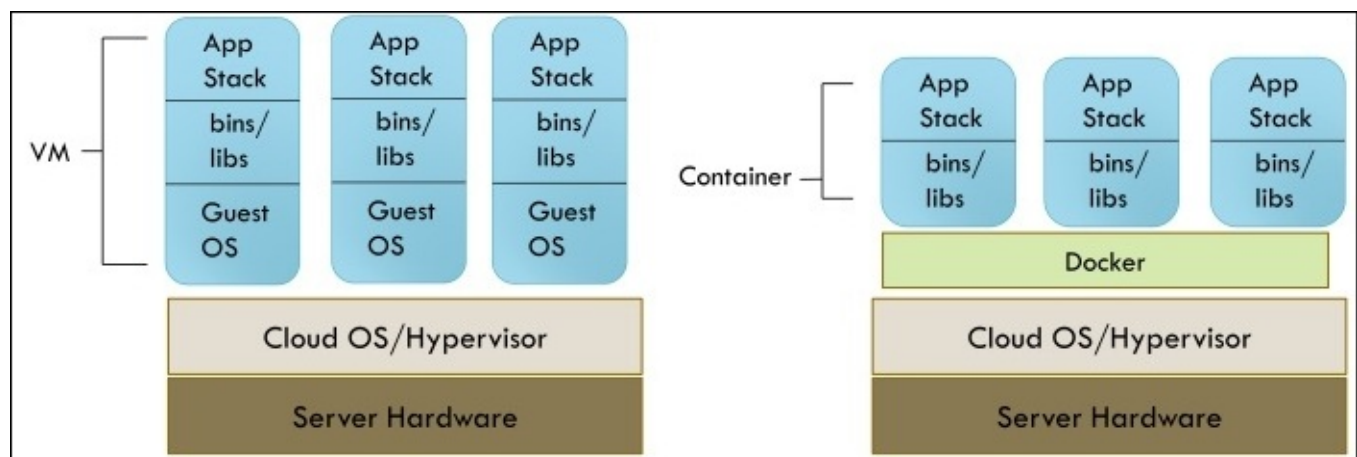 VM
App
Stack
bins/
libs
Guest
OS
App
Stack
bins/
libs
Guest
OS
App
Stack
bins/
libs
Guest
OS
Cloud OS/Hypervisor
Server Hardware
Container
App
Stack
bins/
libs
App
Stack
bins/
libs
App
Stack
bins/
libs
Docker
Cloud OS/Hypervisor
Server Hardware